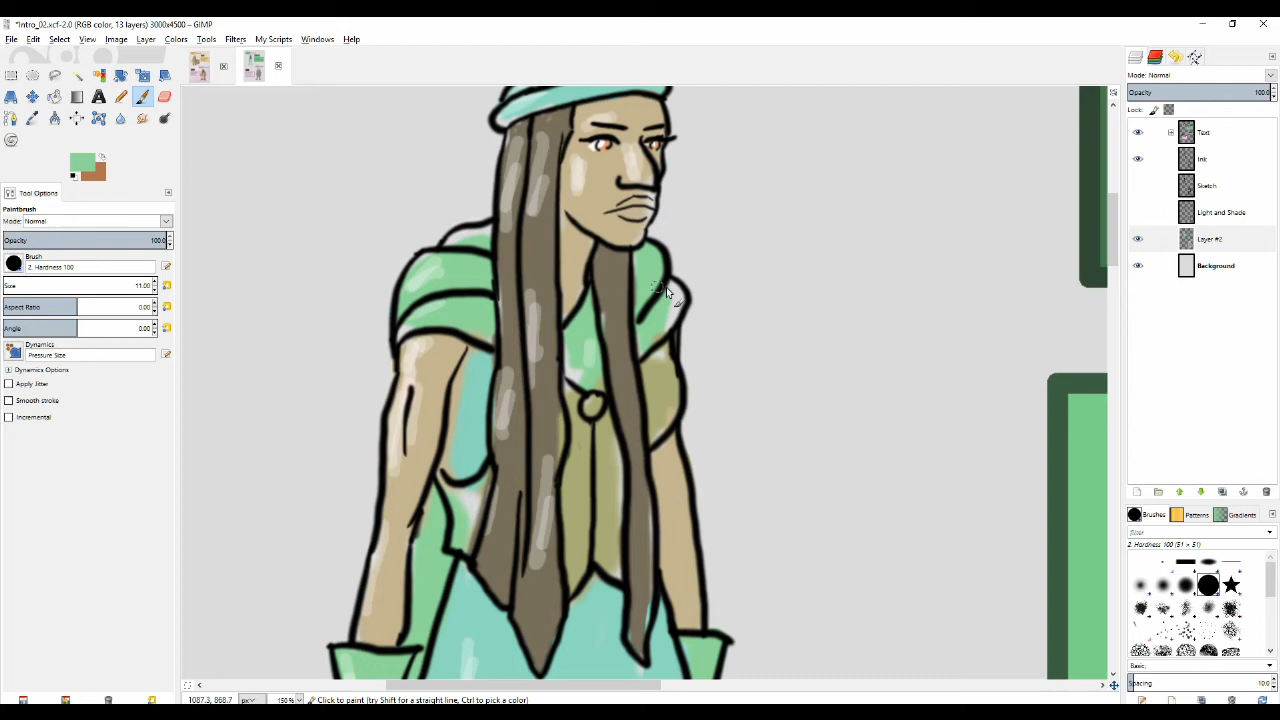 *Intro_02.xcf-2.0 (RGB color, 13 layers) 3000x4500 – GIMP
File Edit Select View Image Layer Colors Tools Filters My Scripts Windows Help
Tool Options
Paintbrush
Mode: Normal
Opacity 100.0
Brush
2. Hardness 100
Size 11.00
Aspect Ratio 0.00
Angle 0.00
Dynamics
Pressure Size
Dynamics Options
Apply Jitter
Smooth stroke
Incremental
1087.3, 868.7 px 150 % Click to paint (try Shift for a straight line, Ctrl to pick a color)
Mode: Normal
Opacity 100.0
Lock:
Text
Ink
Sketch
Light and Shade
Layer #2
Background
Brushes Patterns Gradients
filter
2. Hardness 100 (51 × 51)
Basic,
Spacing 10.0